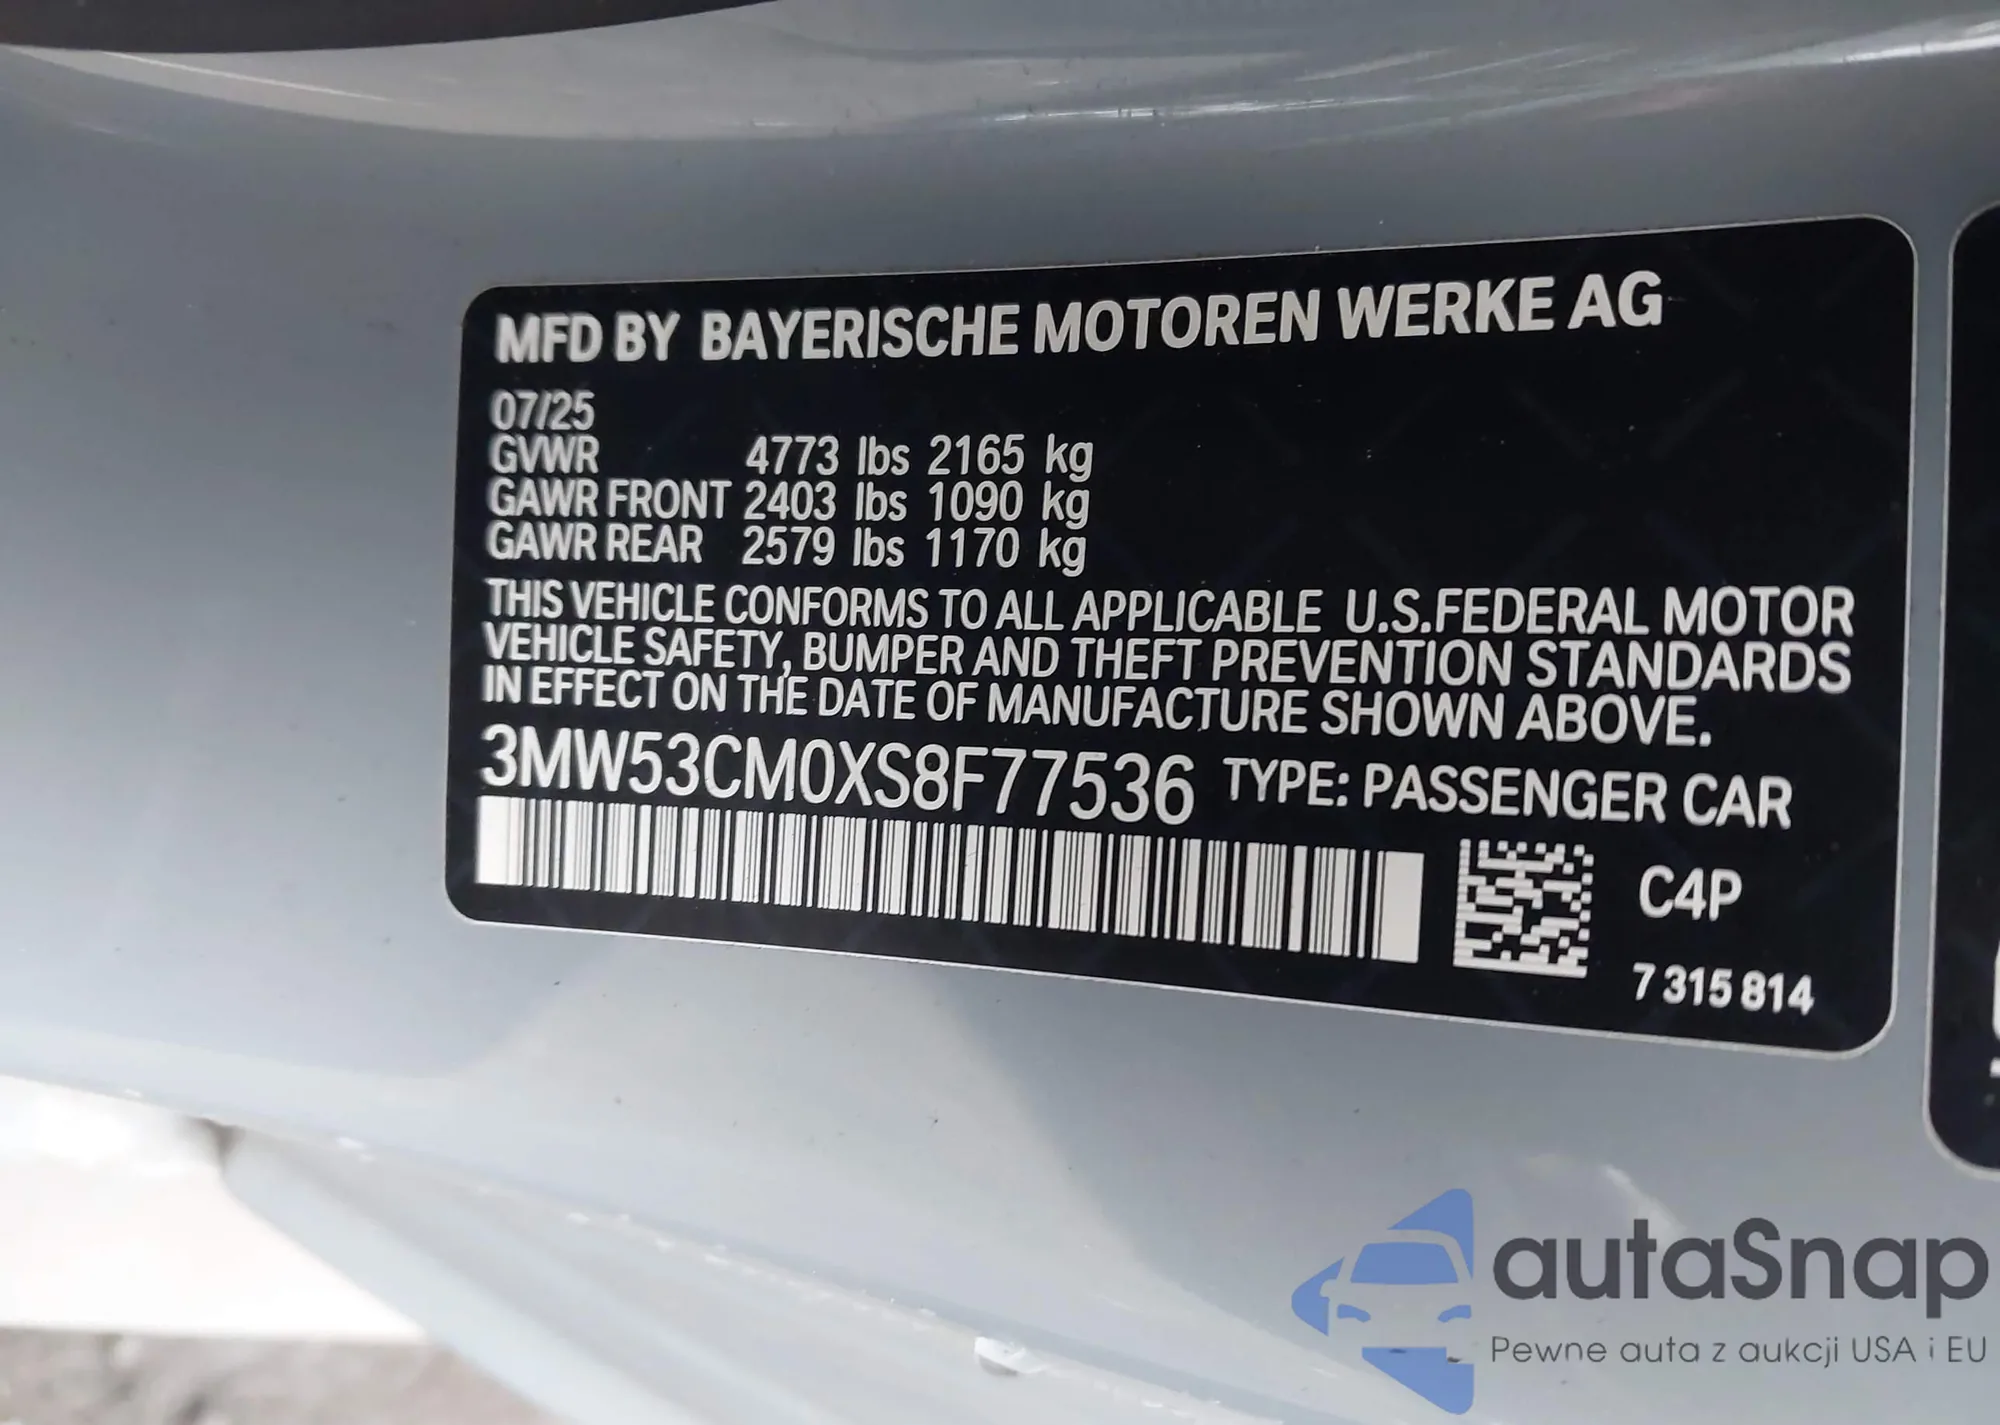 MFD BY BAYERISCHE MOTOREN WERKE AG
07/25
GVWR 4773 lbs 2165 kg
GAWR FRONT 2403 lbs 1090 kg
GAWR REAR 2579 lbs 1170 kg
THIS VEHICLE CONFORMS TO ALL APPLICABLE U.S.FEDERAL MOTOR
VEHICLE SAFETY, BUMPER AND THEFT PREVENTION STANDARDS
IN EFFECT ON THE DATE OF MANUFACTURE SHOWN ABOVE.
3MW53CM0XS8F77536 TYPE: PASSENGER CAR
C4P
7 315 814
autaSnap
Pewne auta z aukcji USA i EU